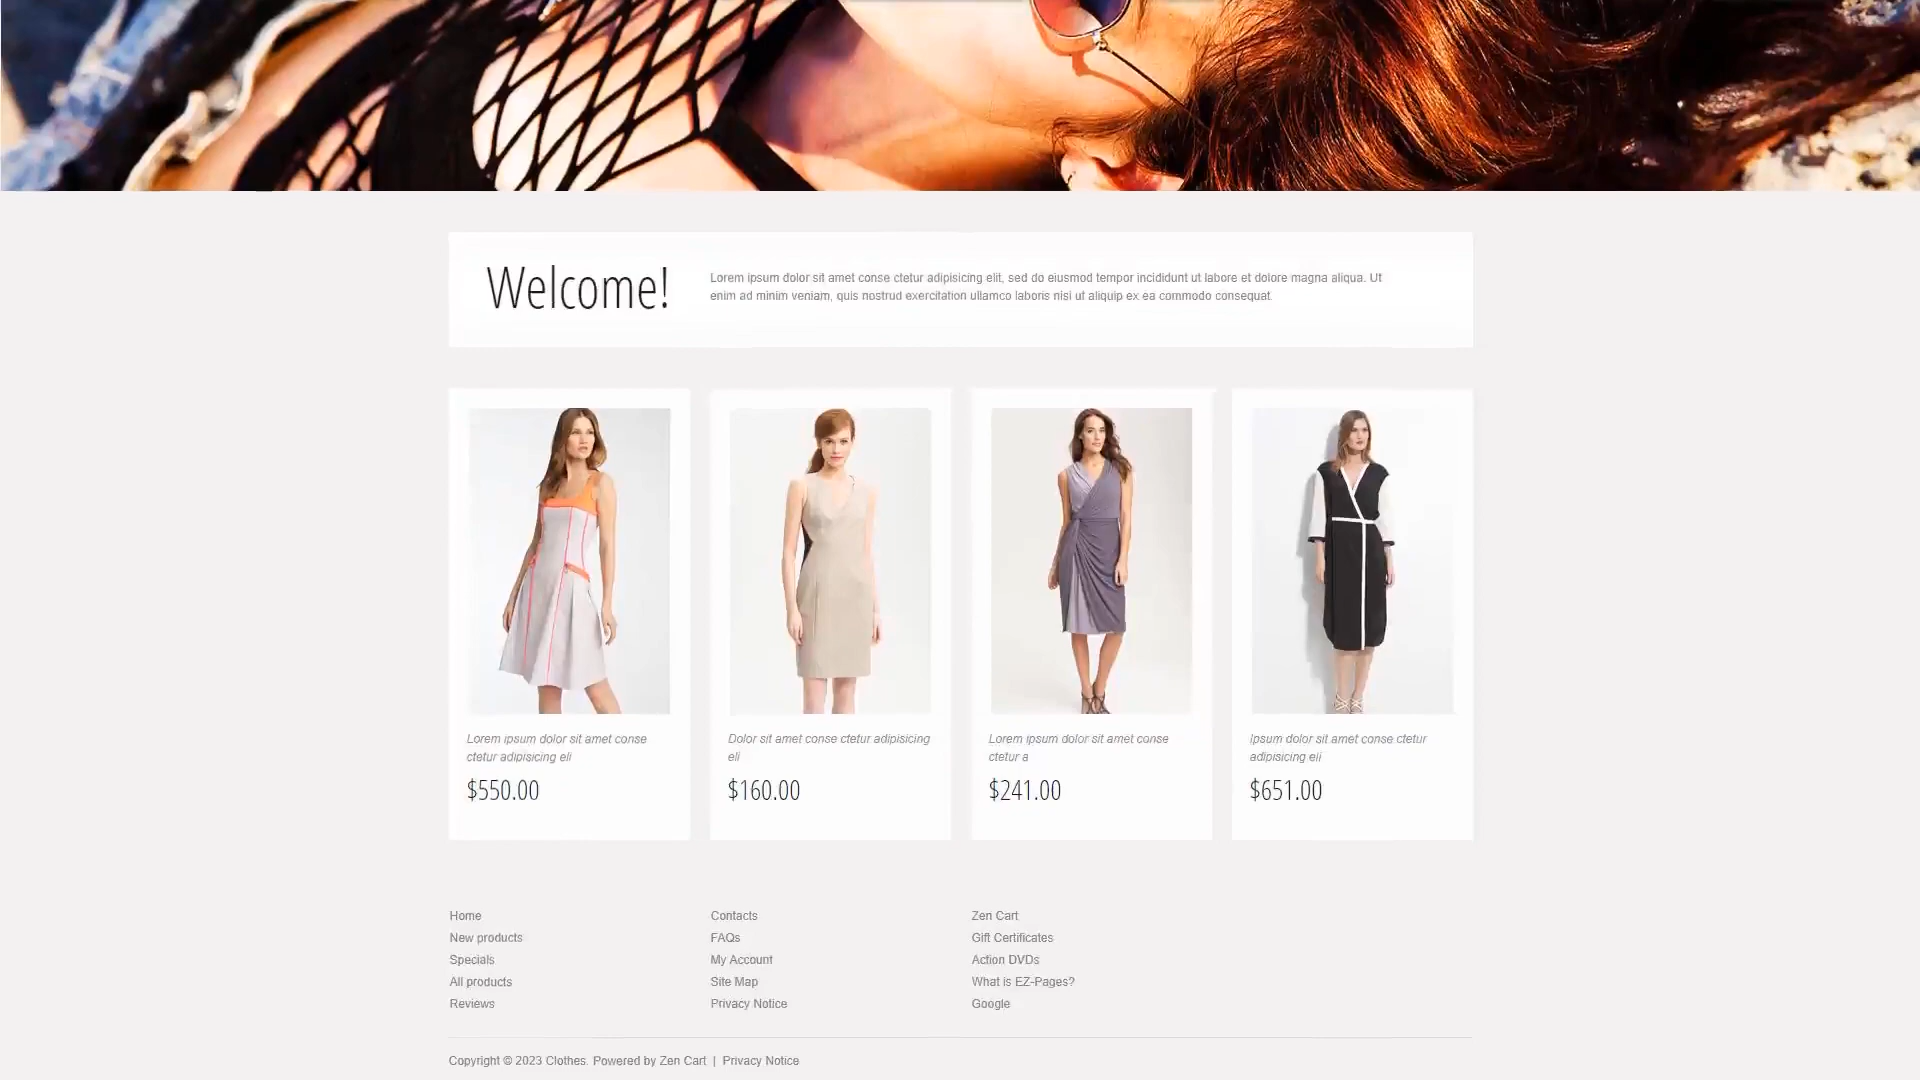 Welcome!
Lorem ipsum dolor sit amet conse ctetur adipisicing elit, sed do eiusmod tempor incididunt ut labore et dolore magna aliqua. Ut
enim ad minim veniam, quis nostrud exercitation ullamco laboris nisi ut aliquip ex ea commodo consequat.
Lorem ipsum dolor sit amet conse
ctetur adipisicing eli
$550.00
Dolor sit amet conse ctetur adipisicing
eli
$160.00
Lorem ipsum dolor sit amet conse
ctetur a
$241.00
Ipsum dolor sit amet conse ctetur
adipisicing eli
$651.00
Home
New products
Specials
All products
Reviews
Contacts
FAQs
My Account
Site Map
Privacy Notice
Zen Cart
Gift Certificates
Action DVDs
What is EZ-Pages?
Google
Copyright © 2023 Clothes. Powered by Zen Cart | Privacy Notice